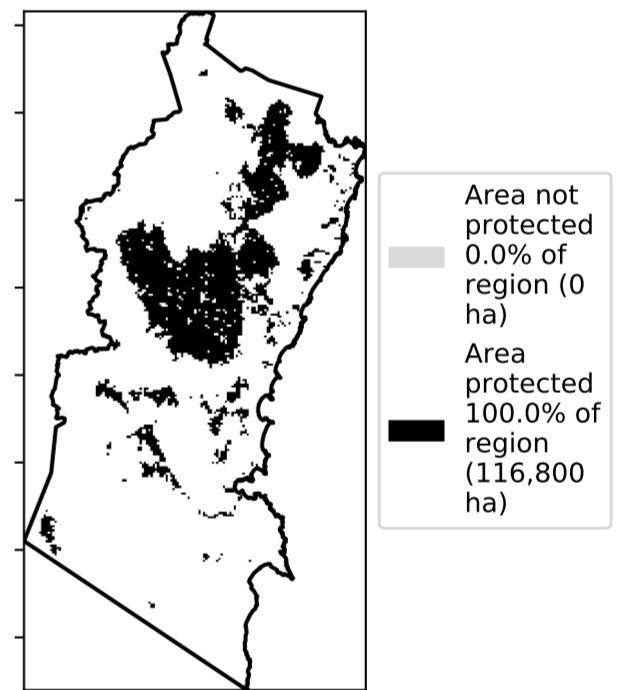 Area not
protected
0.0% of
region (0
ha)
Area
protected
100.0% of
region
(116,800
ha)